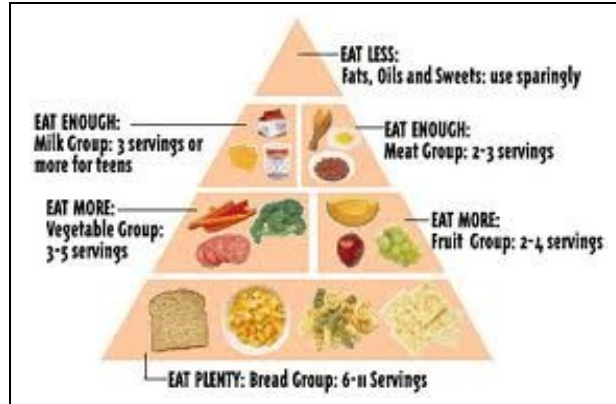 EAT LESS:
Fats, Oils and Sweets: use sparingly
EAT ENOUGH:
Milk Group: 3 servings or
more for teens
EAT ENOUGH:
Meat Group: 2-3 servings
EAT MORE:
Vegetable Group:
3-5 servings
EAT MORE:
Fruit Group: 2-4 servings
EAT PLENTY: Bread Group: 6-11 Servings